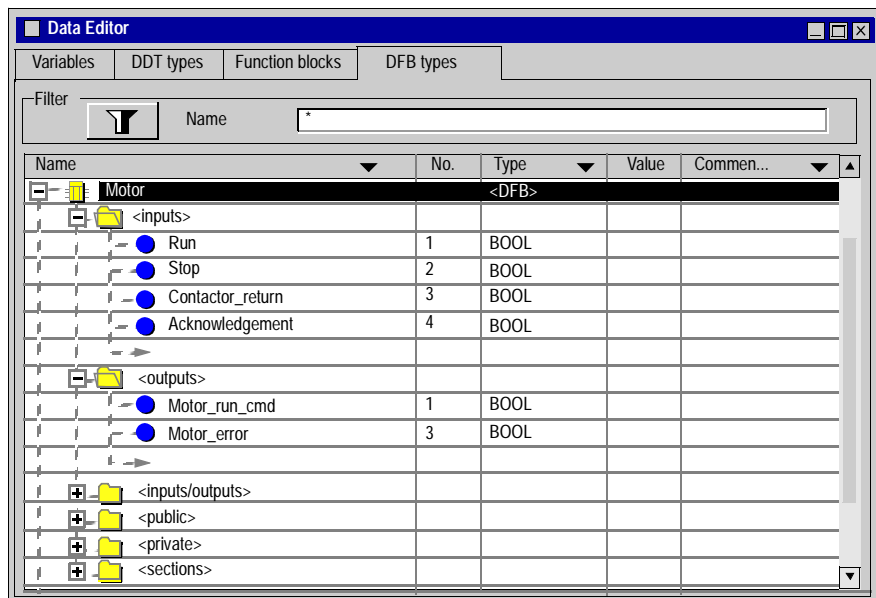 Data Editor
Variables DDT types Function blocks DFB types
Filter
Name *
Name No. Type Value Commen...
Motor <DFB>
<inputs>
Run 1 BOOL
Stop 2 BOOL
Contactor_return 3 BOOL
Acknowledgement 4 BOOL
<outputs>
Motor_run_cmd 1 BOOL
Motor_error 3 BOOL
<inputs/outputs>
<public>
<private>
<sections>